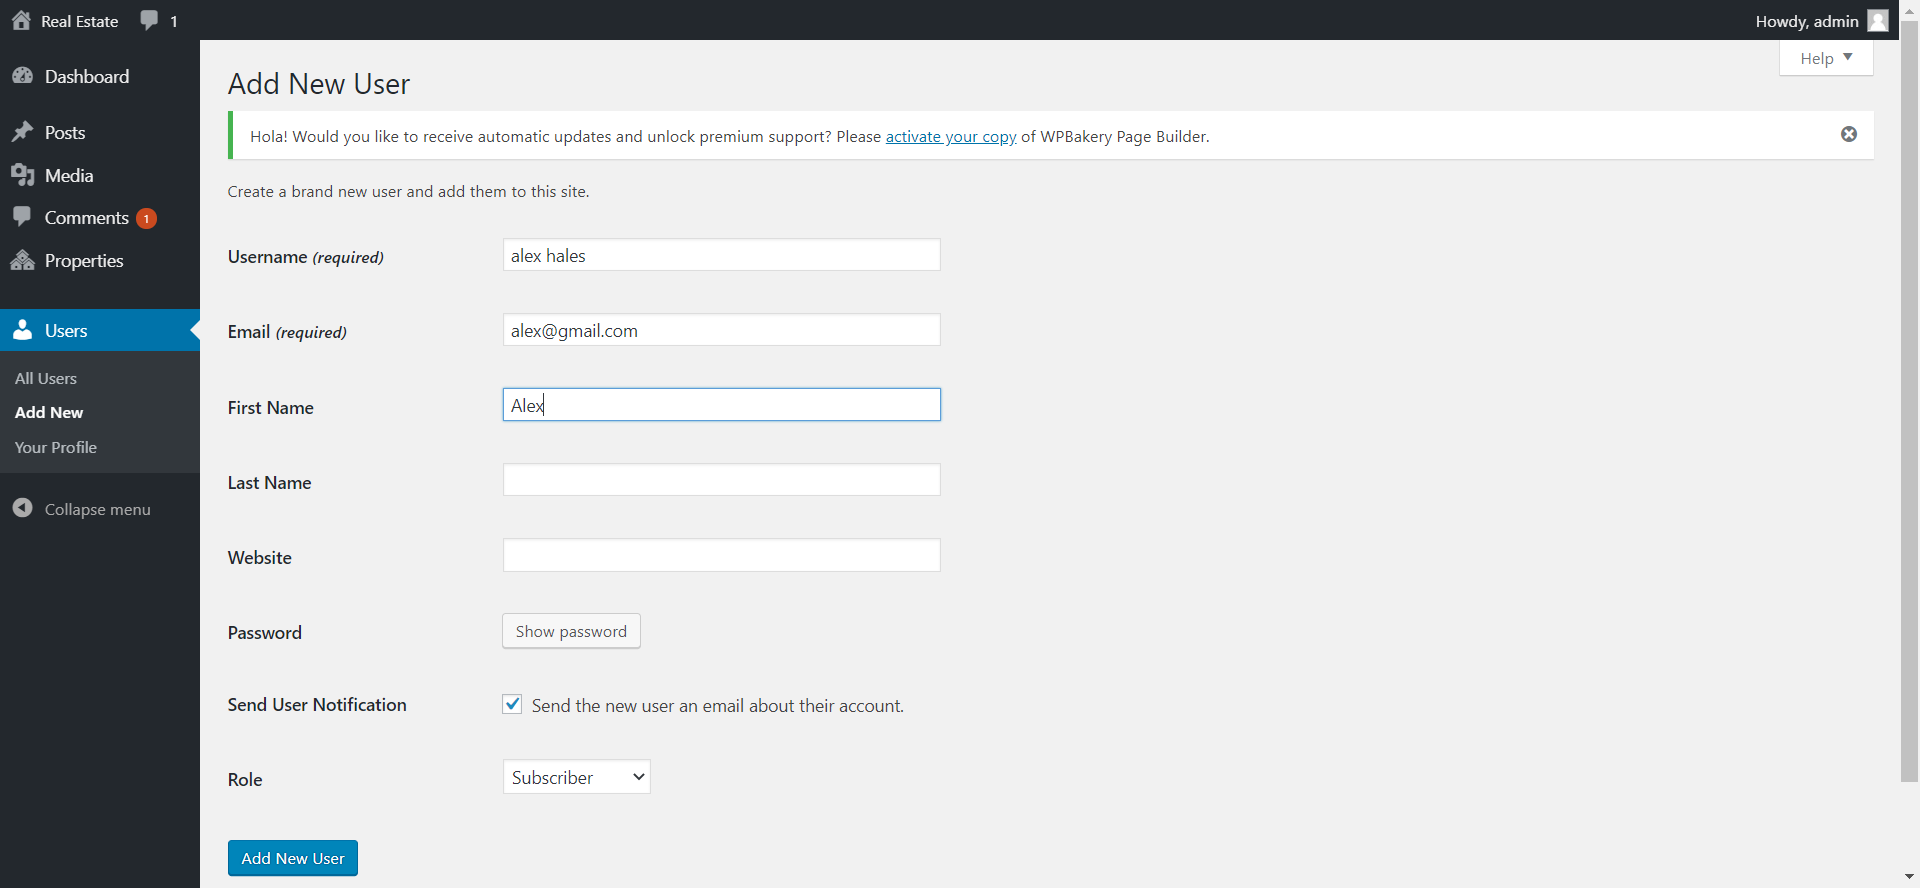 Real Estate 1 Howdy, admin
Help
Dashboard
Posts
Media
Comments 1
Properties
Users
All Users
Add New
Your Profile
Collapse menu
Add New User
Hola! Would you like to receive automatic updates and unlock premium support? Please activate your copy of WPBakery Page Builder.
Create a brand new user and add them to this site.
Username (required) alex hales
Email (required) alex@gmail.com
First Name Alex
Last Name
Website
Password Show password
Send User Notification Send the new user an email about their account.
Role Subscriber
Add New User